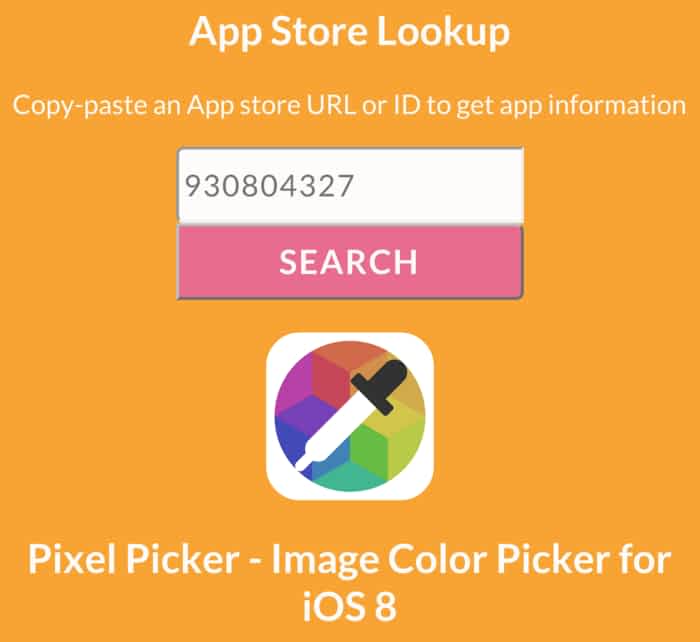 App Store Lookup
Copy-paste an App store URL or ID to get app information
930804327
SEARCH
Pixel Picker - Image Color Picker for
iOS 8